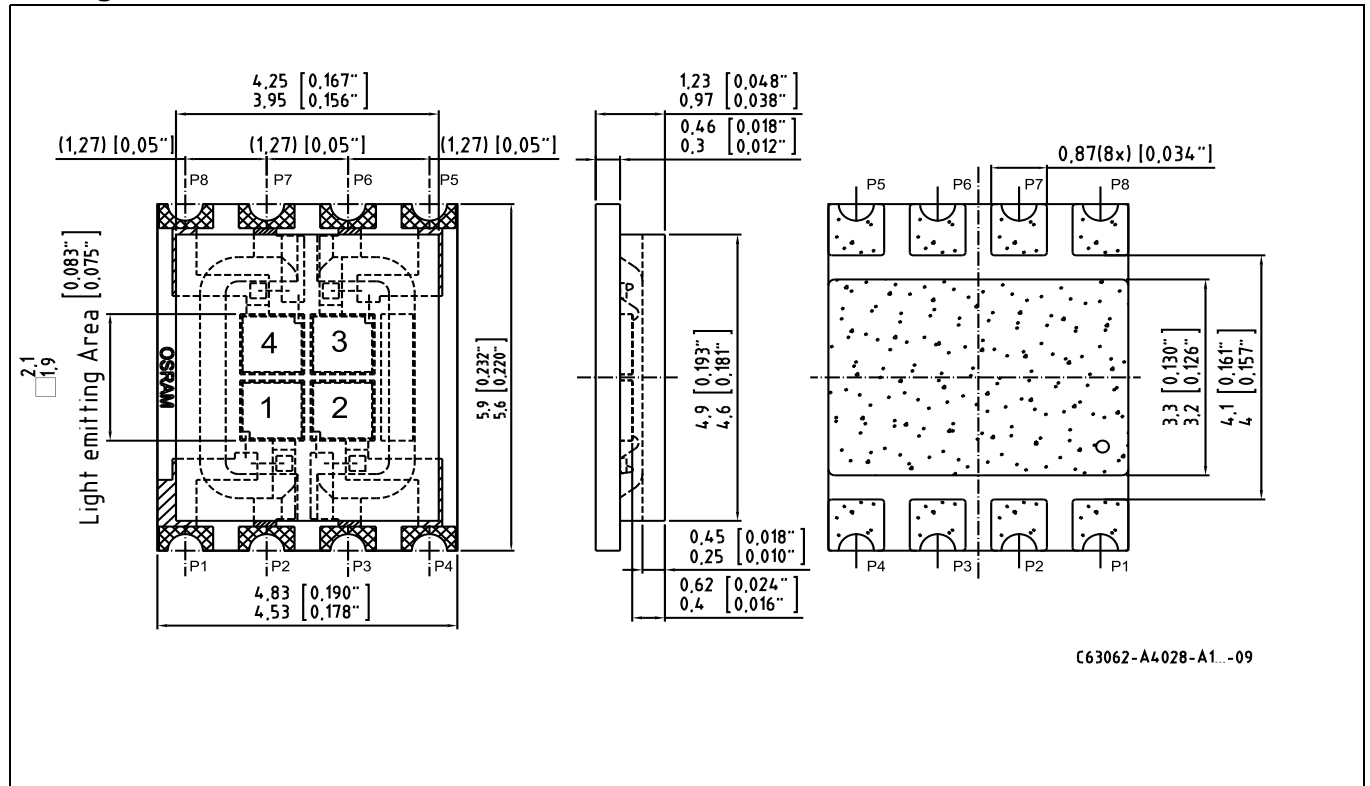 4,25 [0,167"]
3,95 [0,156"]
(1,27) [0,05"]
(1,27) [0,05"]
(1,27) [0,05"]
P8
P7
P6
P5
Light emitting Area
[0,083"
0,075"]
2,1
□1,9
OSRAM
4
3
1
2
5,9 [0,232"]
5,6 [0,220"]
P1
P2
P3
P4
4,83 [0,190"]
4,53 [0,178"]
1,23 [0,048"]
0,97 [0,038"]
0,46 [0,018"]
0,3 [0,012"]
4,9 [0,193"]
4,6 [0,181"]
0,45 [0,018"]
0,25 [0,010"]
0,62 [0,024"]
0,4 [0,016"]
0,87(8x) [0,034"]
P5
P6
P7
P8
3,3 [0,130"]
3,2 [0,126"]
4,1 [0,161"]
4 [0,157"]
P4
P3
P2
P1
C63062-A4028-A1...-09